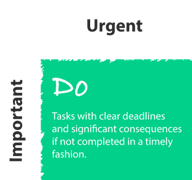 Urgent
Important
Do
Tasks with clear deadlines
and significant consequences
if not completed in a timely
fashion.